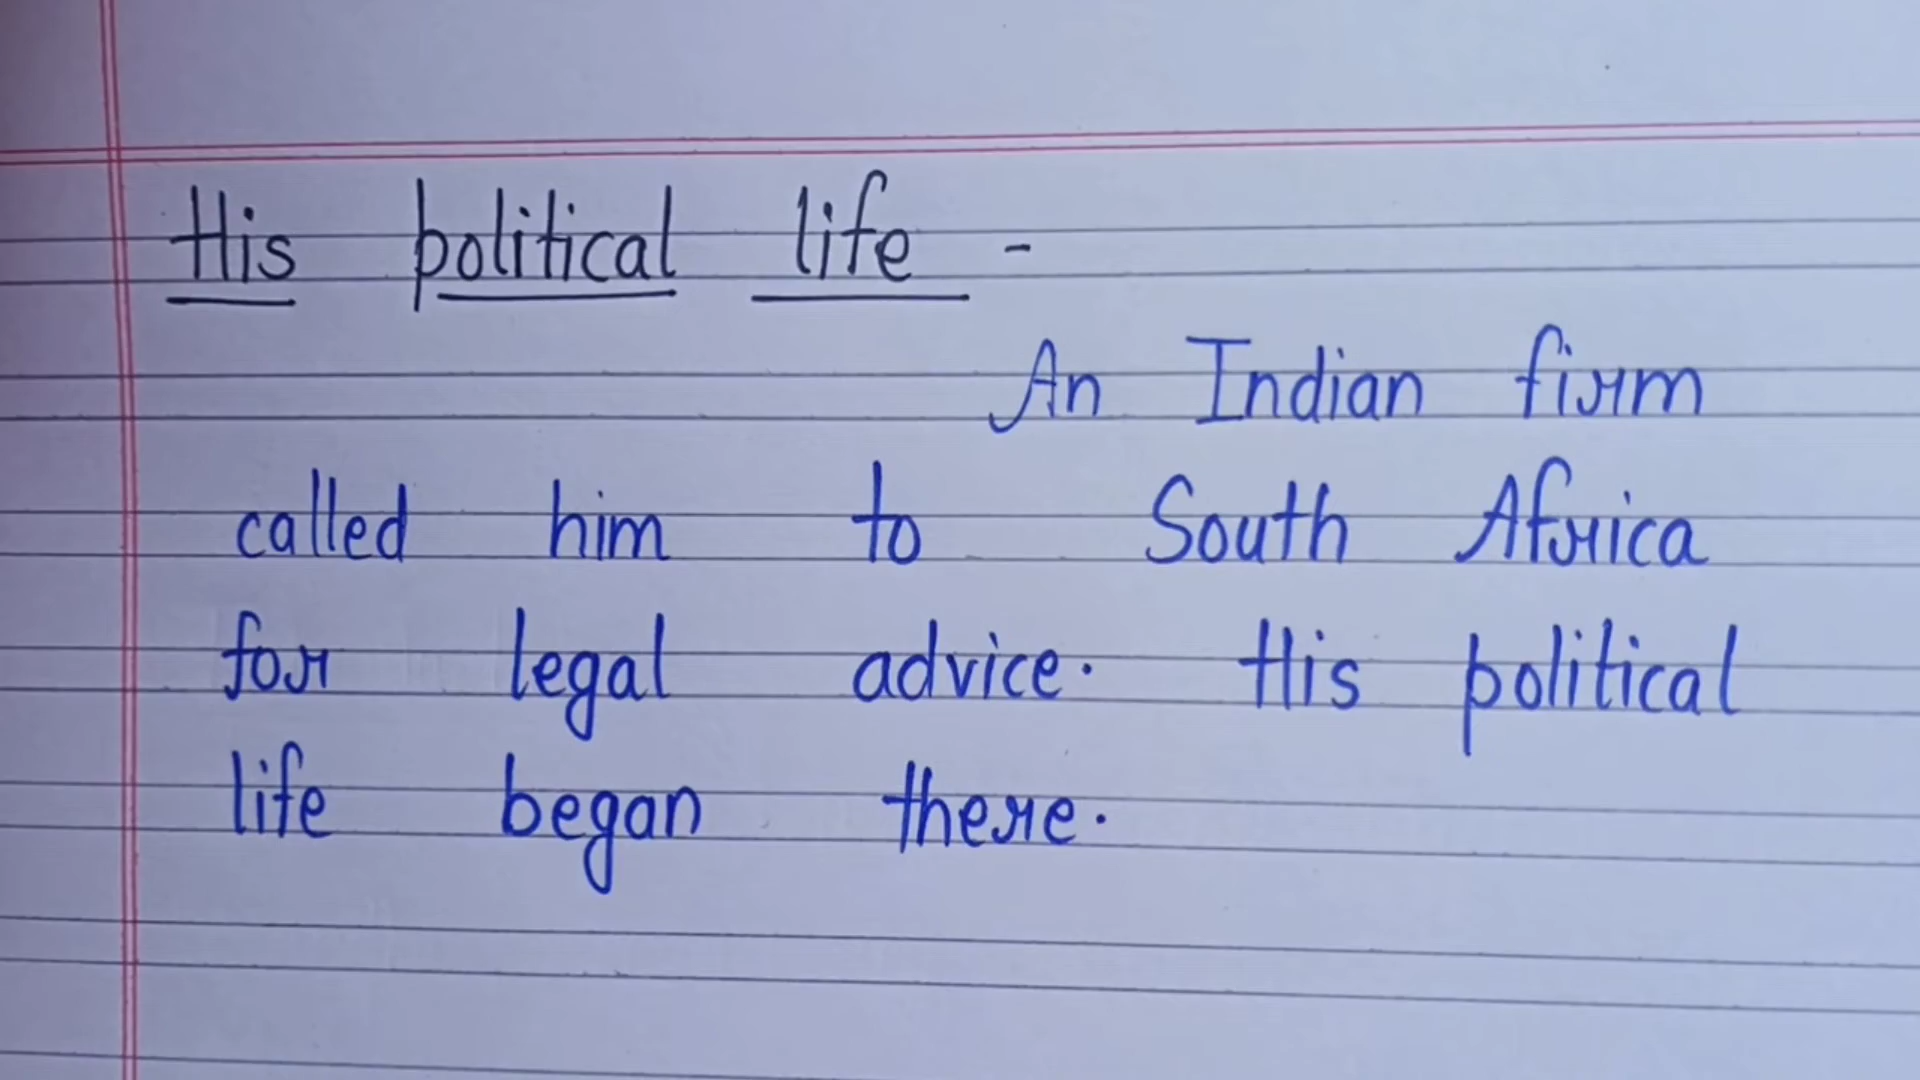 His political life -
An Indian firm
called him to South Africa
for legal advice. His political
life began there.